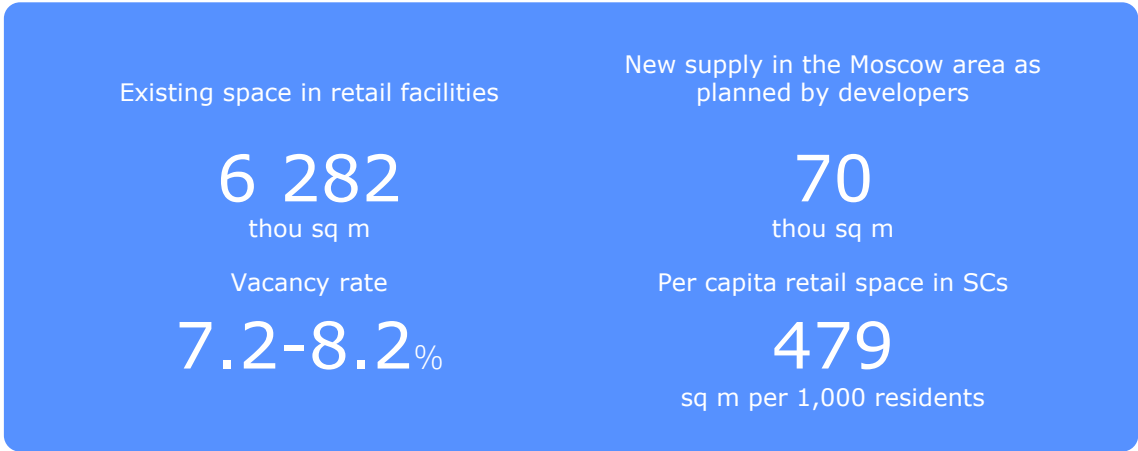 Existing space in retail facilities
6 282
thou sq m
New supply in the Moscow area as
planned by developers
70
thou sq m
Vacancy rate
7.2-8.2%
Per capita retail space in SCs
479
sq m per 1,000 residents